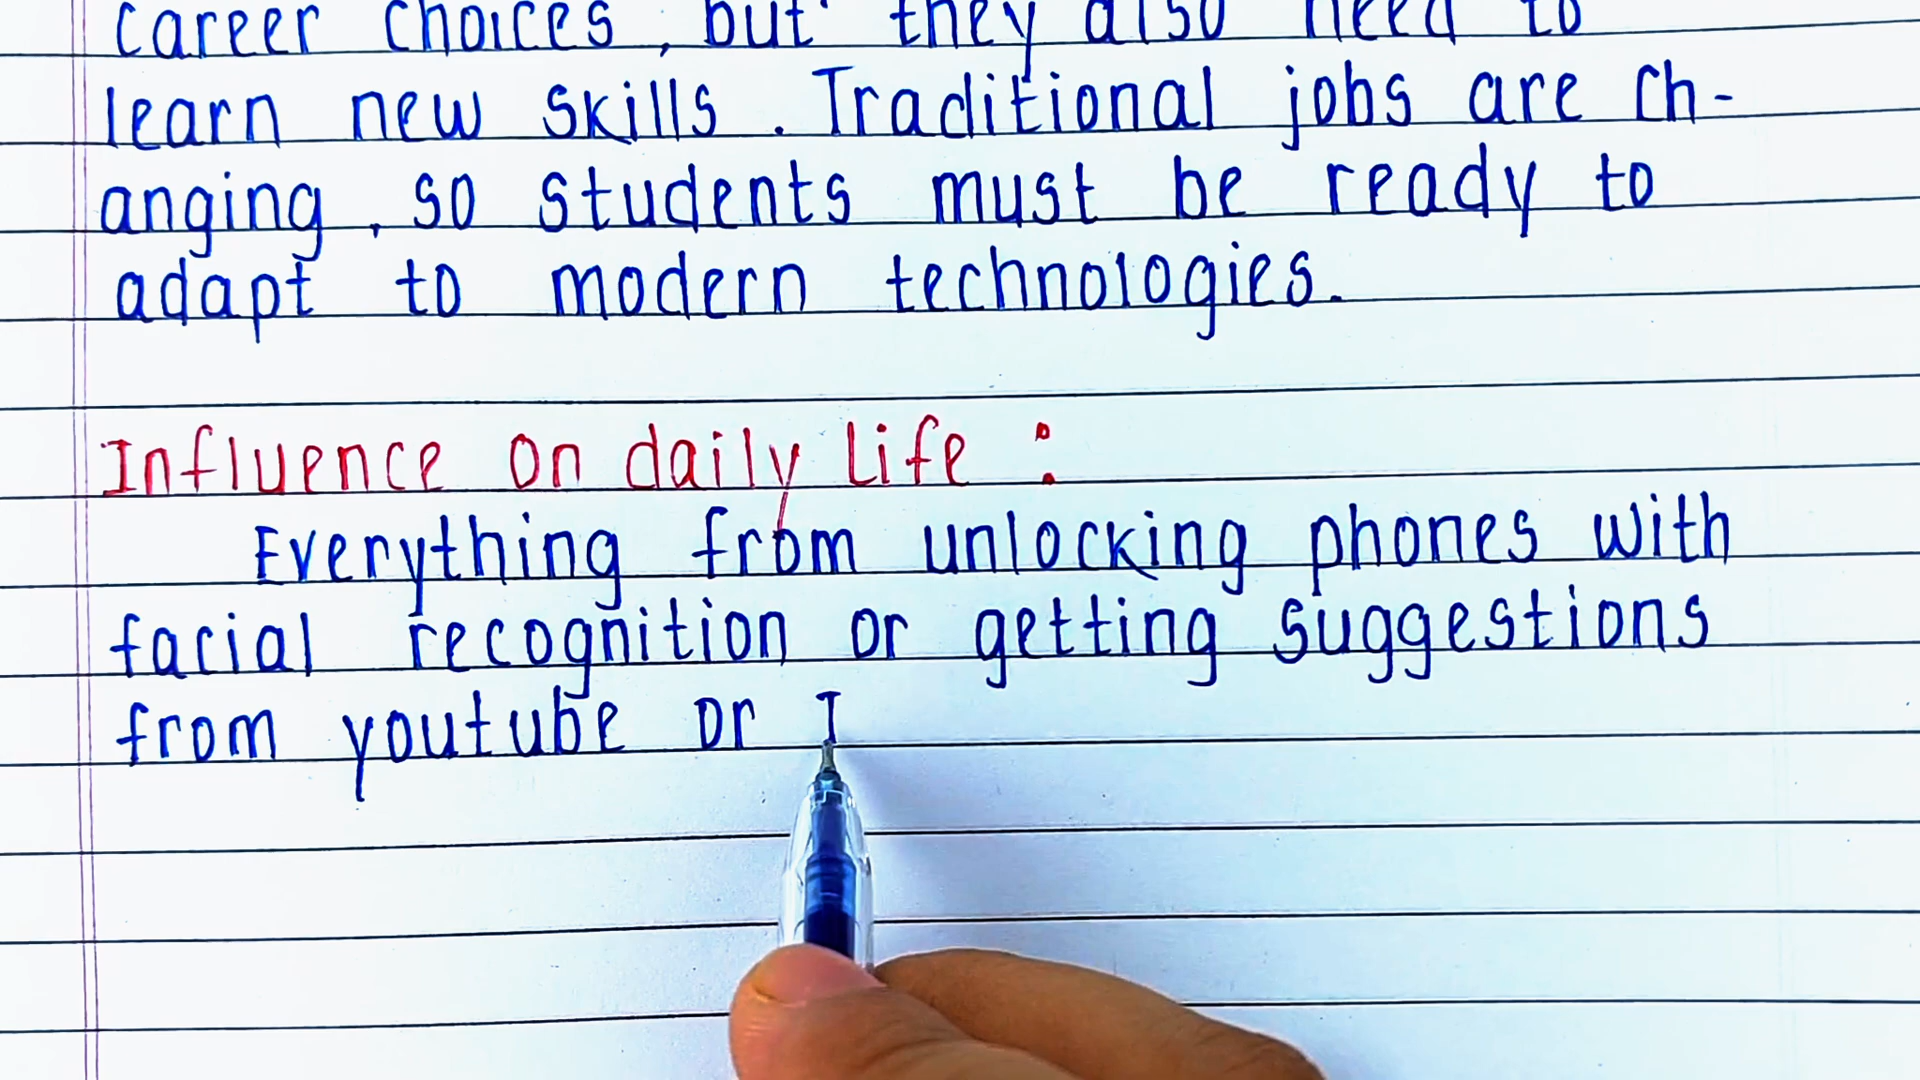 career choices, but they also need to
learn new skills. Traditional jobs are ch-
anging, so students must be ready to
adapt to modern technologies.
Influence on daily life :
Everything from unlocking phones with
facial recognition or getting suggestions
from youtube or I